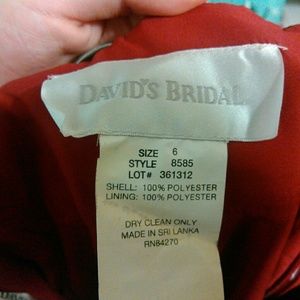 DAVID'S BRIDAL
SIZE 6
STYLE 8585
LOT# 361312
SHELL: 100% POLYESTER
LINING: 100% POLYESTER
DRY CLEAN ONLY
MADE IN SRI LANKA
RN84270